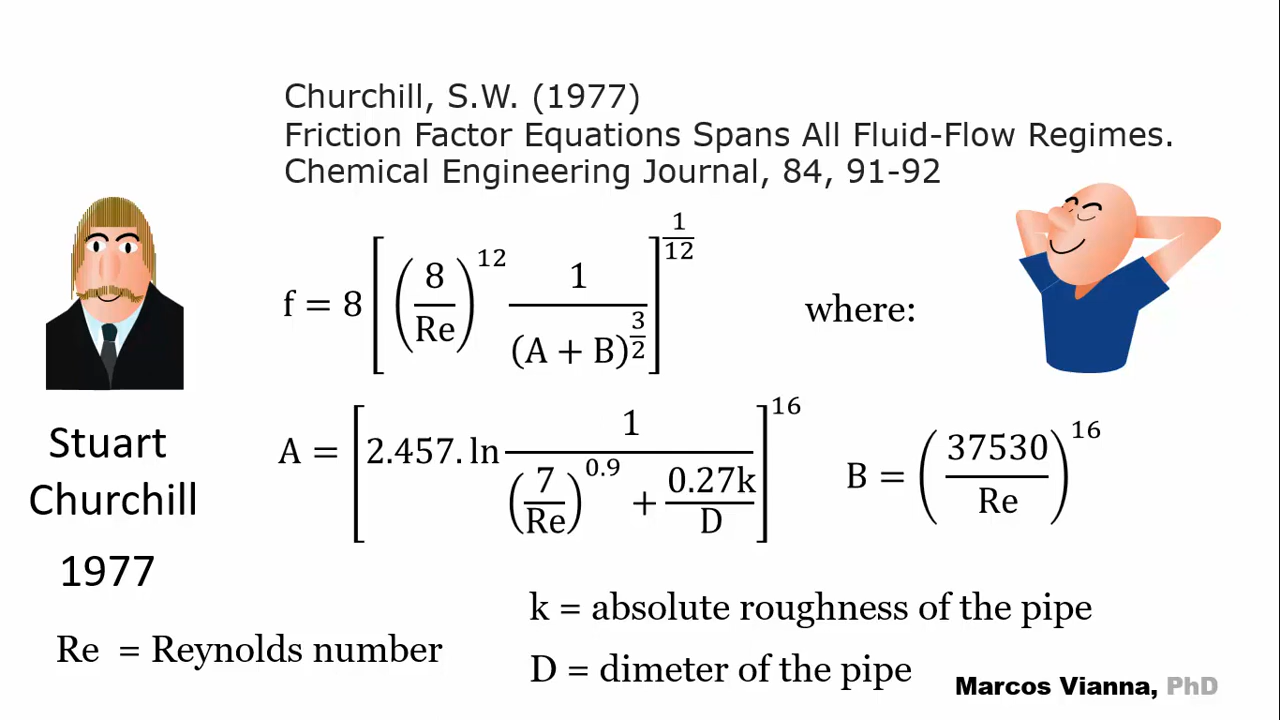 Churchill, S.W. (1977)
Friction Factor Equations Spans All Fluid-Flow Regimes.
Chemical Engineering Journal, 84, 91-92
f = 8 [ (8/Re)^12 1/(A + B)^(3/2) ]^(1/12)
where:
A = [ 2.457. ln 1/((7/Re)^0.9 + 0.27k/D) ]^16
B = (37530/Re)^16
Stuart
Churchill
1977
Re = Reynolds number
k = absolute roughness of the pipe
D = dimeter of the pipe
Marcos Vianna, PhD